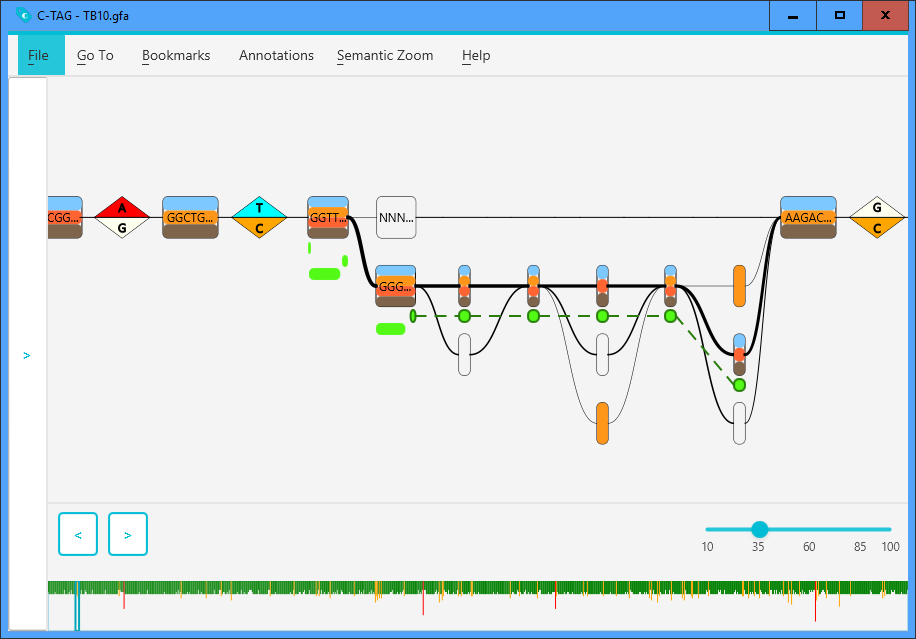 C-TAG - TB10.gfa
File Go To Bookmarks Annotations Semantic Zoom Help
CGG... A G GGCTG... T C GGTT... NNN... AAGAC... G C
GGG...
>
< >
10 35 60 85 100